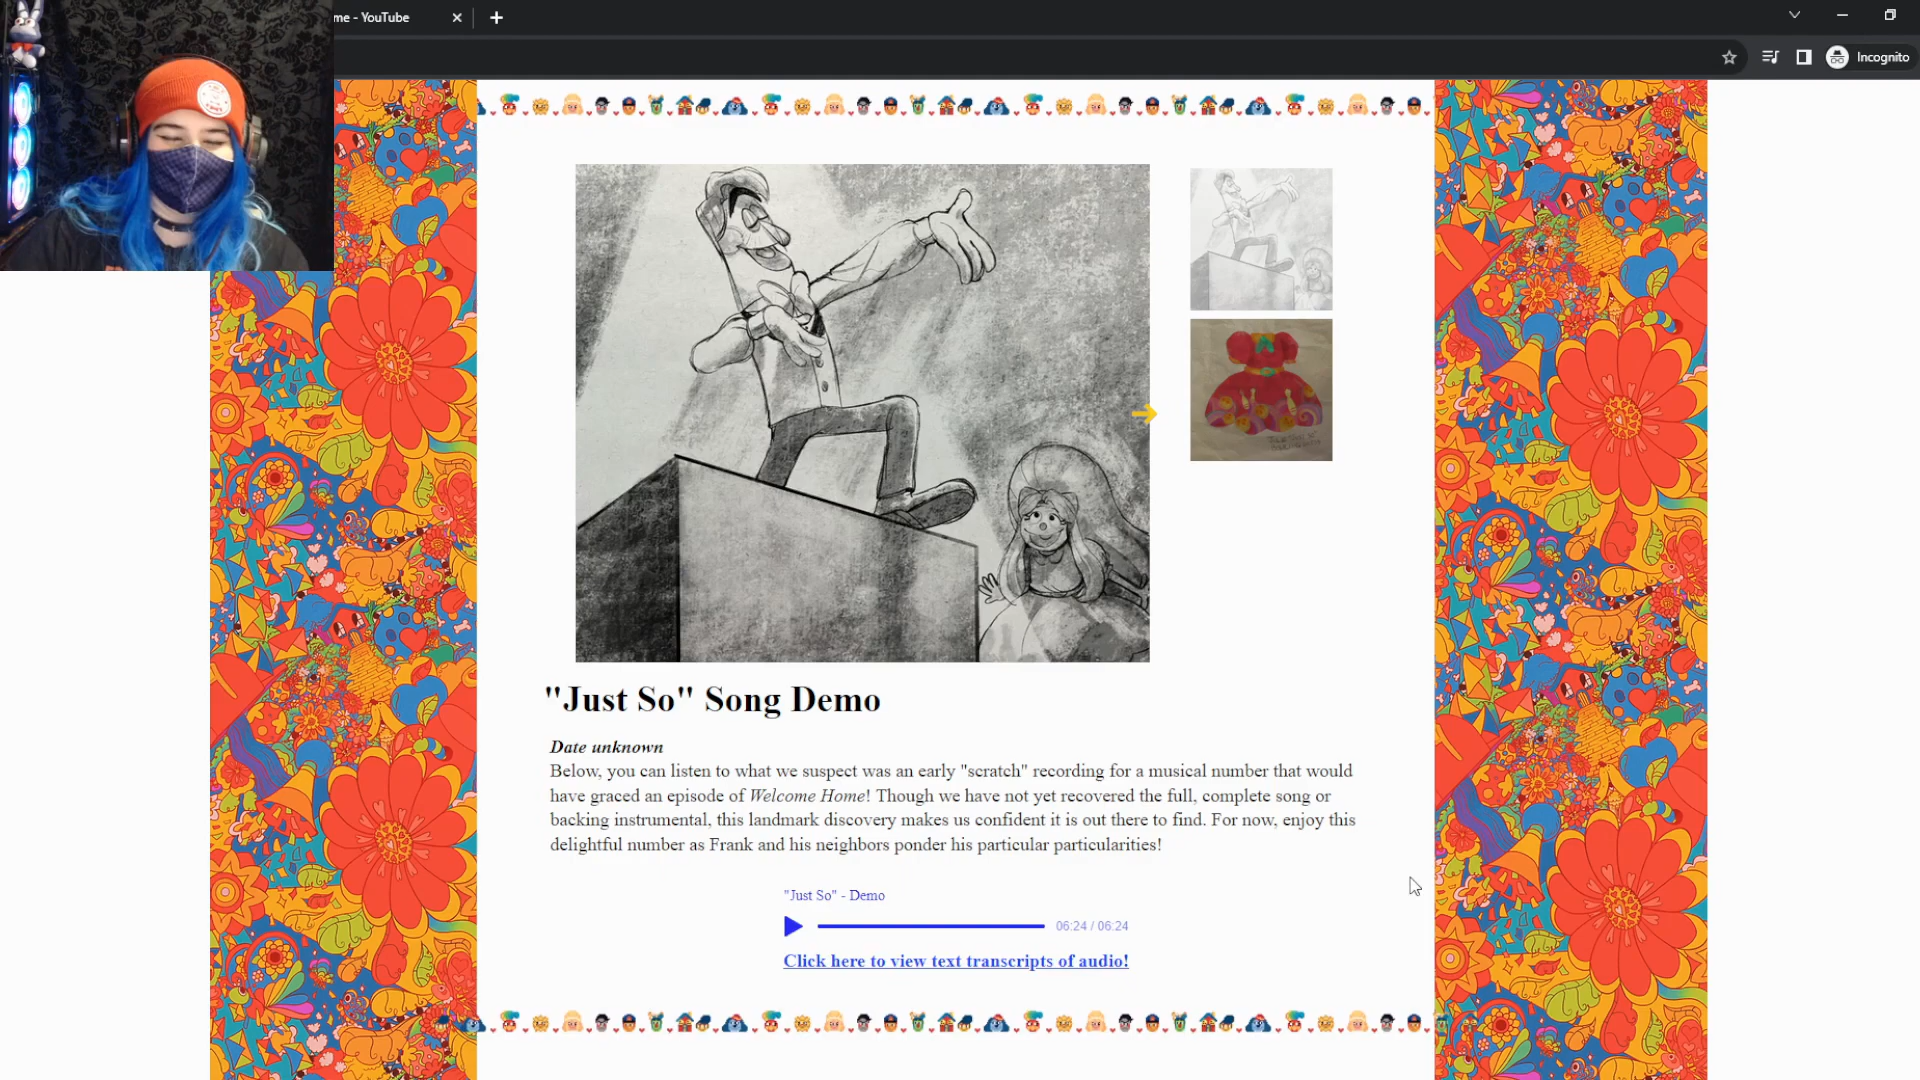 me - YouTube
Incognito
"Just So" Song Demo
Date unknown
Below, you can listen to what we suspect was an early "scratch" recording for a musical number that would
have graced an episode of Welcome Home! Though we have not yet recovered the full, complete song or
backing instrumental, this landmark discovery makes us confident it is out there to find. For now, enjoy this
delightful number as Frank and his neighbors ponder his particular particularities!
"Just So" - Demo
06:24 / 06:24
Click here to view text transcripts of audio!